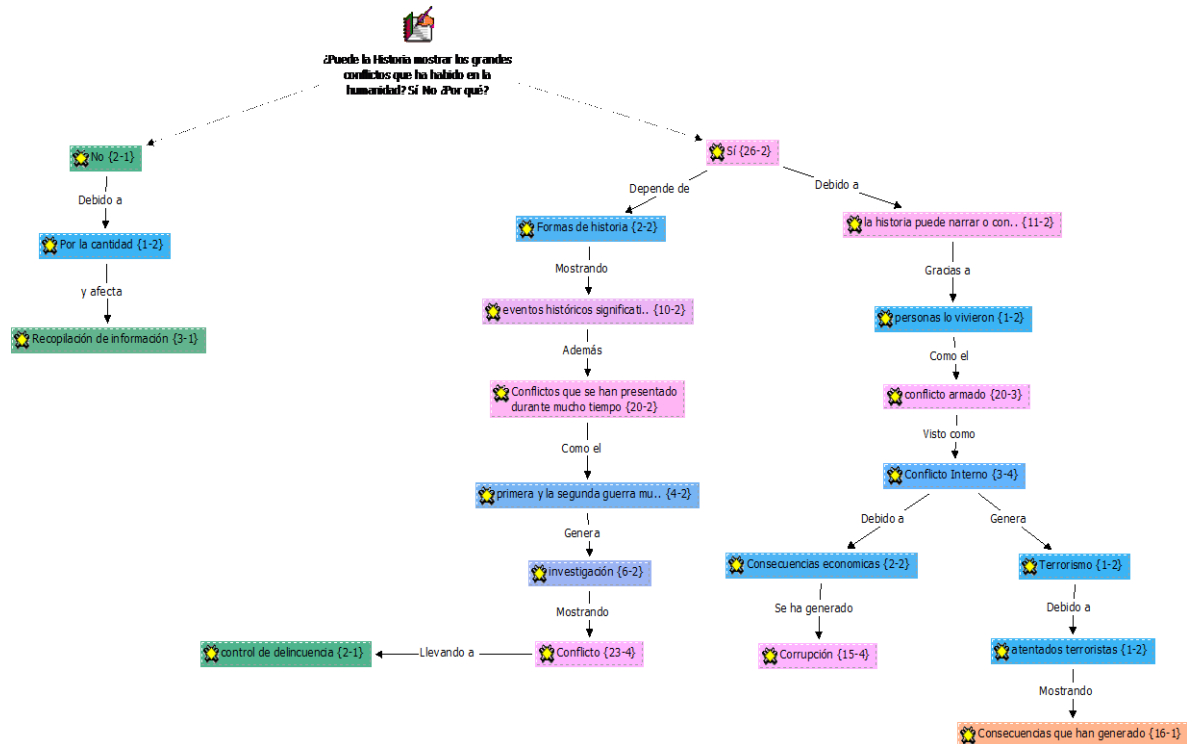 ¿Puede la Historia mostrar los grandes
conflictos que ha habido en la
humanidad? Sí No ¿Por qué?
No {2-1}
Sí {26-2}
Debido a
Depende de
Debido a
Por la cantidad {1-2}
Formas de historia {2-2}
la historia puede narrar o con.. {11-2}
y afecta
Mostrando
Gracias a
Recopilación de información {3-1}
eventos históricos significati.. {10-2}
personas lo vivieron {1-2}
Además
Como el
Conflictos que se han presentado
durante mucho tiempo {20-2}
conflicto armado {20-3}
Como el
Visto como
primera y la segunda guerra mu.. {4-2}
Conflicto Interno {3-4}
Genera
Debido a
Genera
investigación {6-2}
Consecuencias economicas {2-2}
Terrorismo {1-2}
Mostrando
Se ha generado
Debido a
control de delincuencia {2-1}
Llevando a
Conflicto {23-4}
Corrupción {15-4}
atentados terroristas {1-2}
Mostrando
Consecuencias que han generado {16-1}